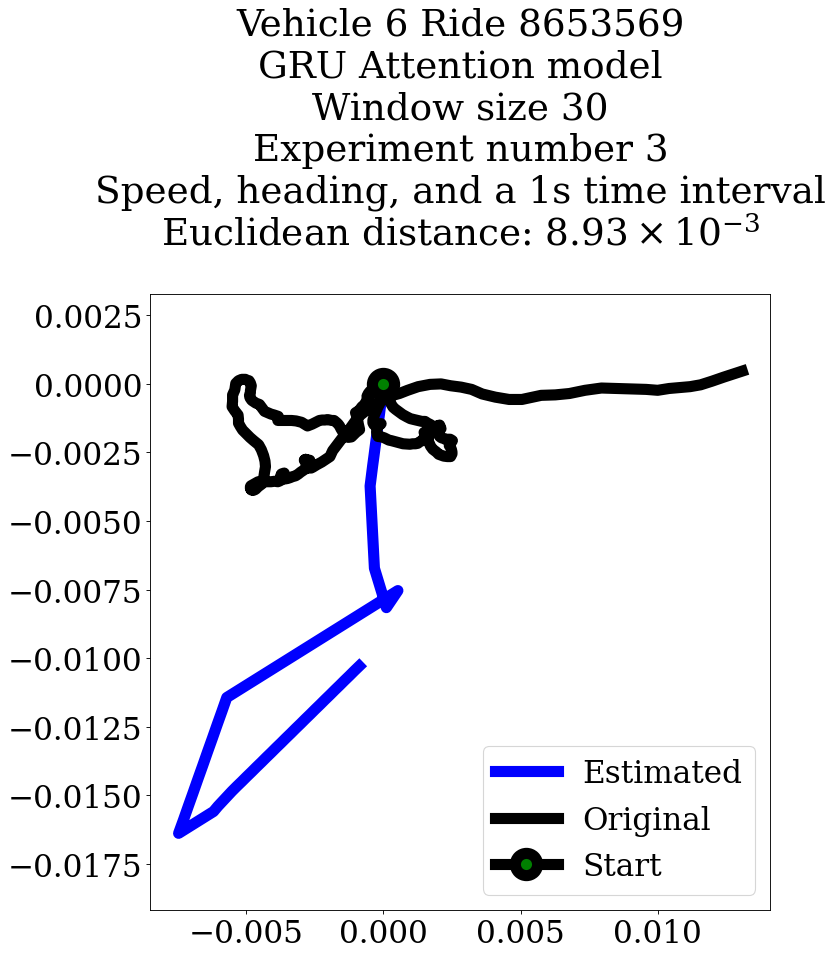 Vehicle 6 Ride 8653569
GRU Attention model
Window size 30
Experiment number 3
Speed, heading, and a 1s time interval
Euclidean distance: 8.93 × 10⁻³
0.0025
0.0000
−0.0025
−0.0050
−0.0075
−0.0100
−0.0125
−0.0150
−0.0175
Estimated
Original
Start
−0.005 0.000 0.005 0.010